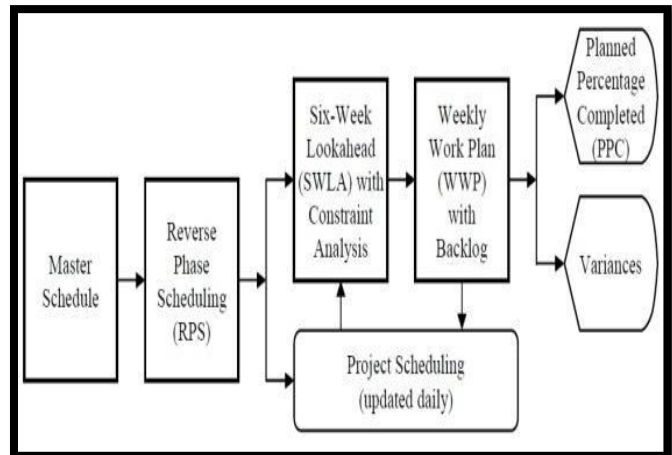 Master
Schedule
Reverse
Phase
Scheduling
(RPS)
Six-Week
Lookahead
(SWLA) with
Constraint
Analysis
Weekly
Work Plan
(WWP)
with
Backlog
Planned
Percentage
Completed
(PPC)
Variances
Project Scheduling
(updated daily)